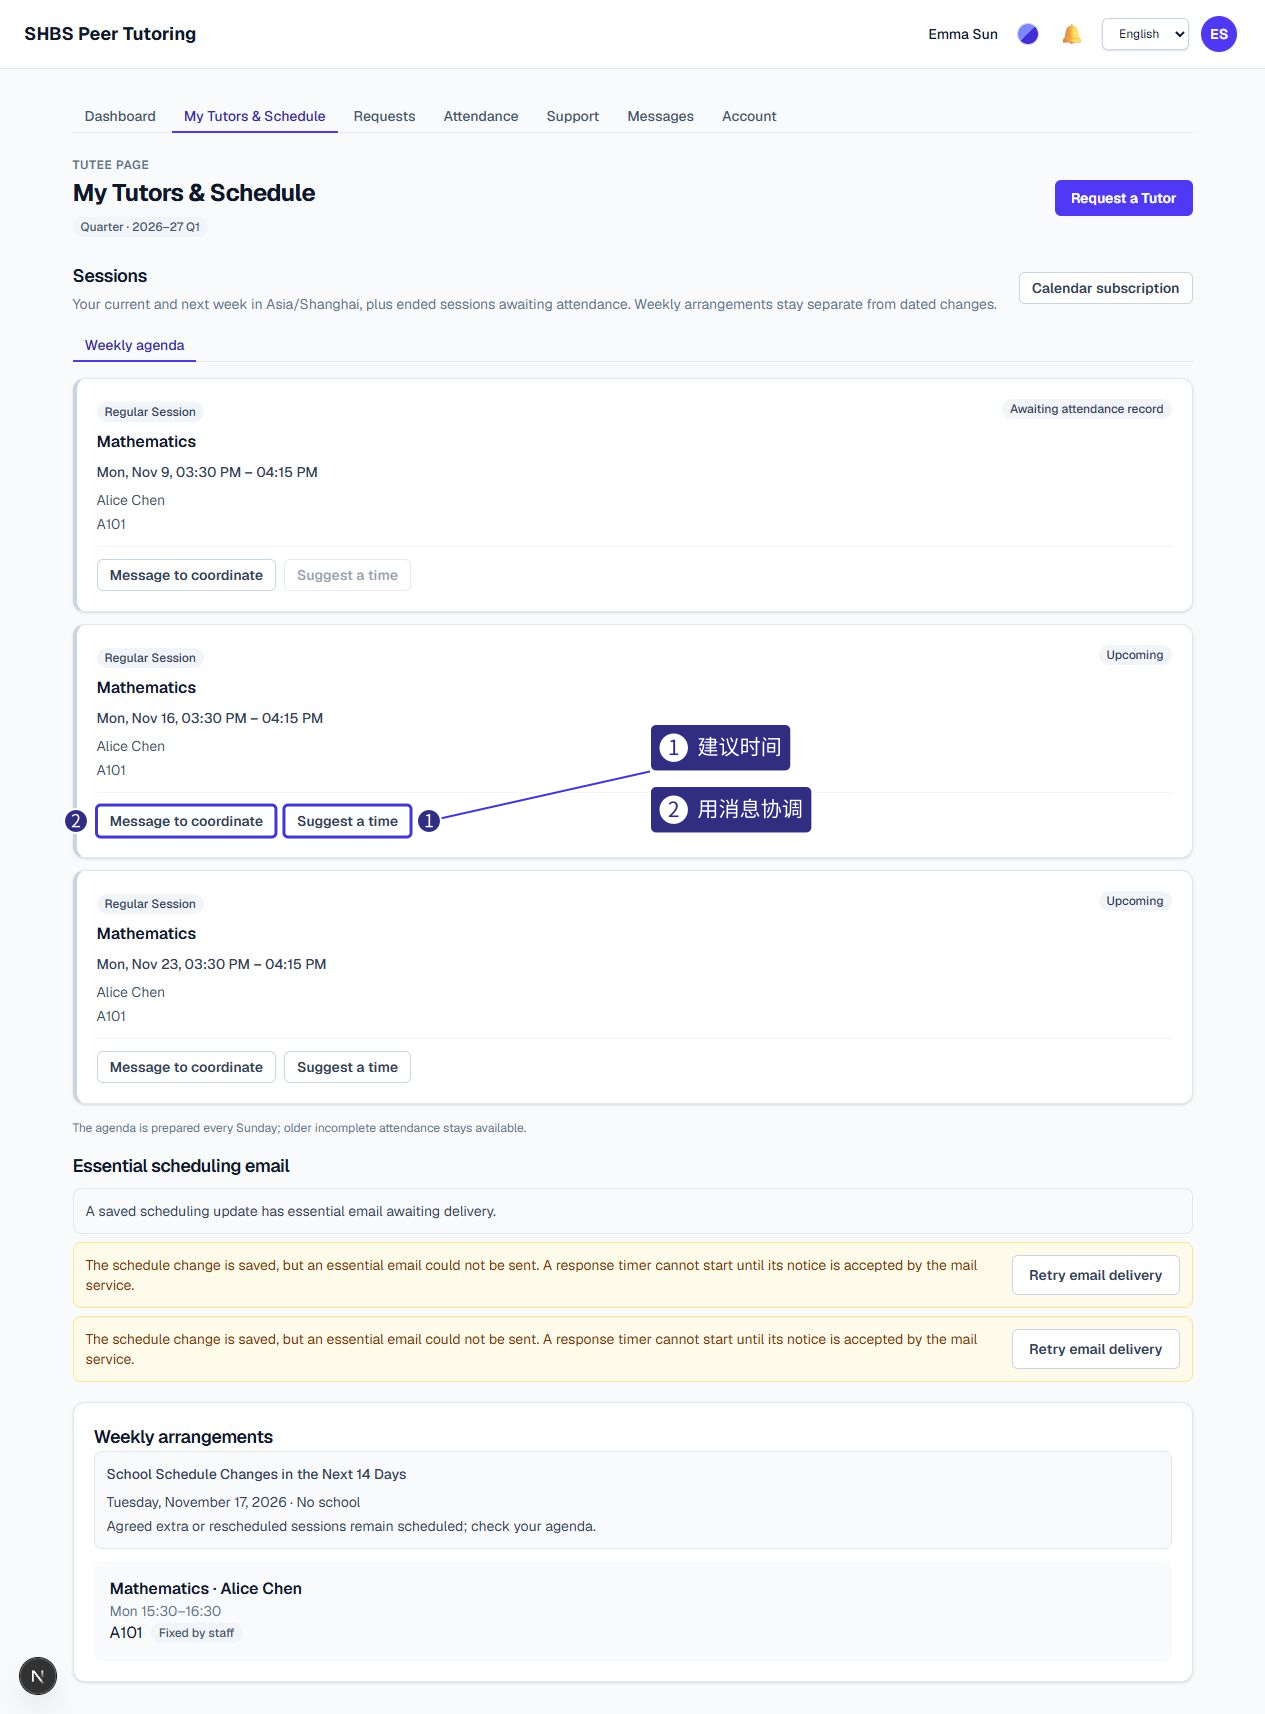 SHBS Peer Tutoring
Emma Sun
English
ES
Dashboard
My Tutors & Schedule
Requests
Attendance
Support
Messages
Account
TUTEE PAGE
My Tutors & Schedule
Request a Tutor
Quarter · 2026–27 Q1
Sessions
Your current and next week in Asia/Shanghai, plus ended sessions awaiting attendance. Weekly arrangements stay separate from dated changes.
Calendar subscription
Weekly agenda
Regular Session
Awaiting attendance record
Mathematics
Mon, Nov 9, 03:30 PM – 04:15 PM
Alice Chen
A101
Message to coordinate
Suggest a time
Regular Session
Upcoming
Mathematics
Mon, Nov 16, 03:30 PM – 04:15 PM
Alice Chen
A101
1 建议时间
2 用消息协调
2
Message to coordinate
Suggest a time
1
Regular Session
Upcoming
Mathematics
Mon, Nov 23, 03:30 PM – 04:15 PM
Alice Chen
A101
Message to coordinate
Suggest a time
The agenda is prepared every Sunday; older incomplete attendance stays available.
Essential scheduling email
A saved scheduling update has essential email awaiting delivery.
The schedule change is saved, but an essential email could not be sent. A response timer cannot start until its notice is accepted by the mail
service.
Retry email delivery
The schedule change is saved, but an essential email could not be sent. A response timer cannot start until its notice is accepted by the mail
service.
Retry email delivery
Weekly arrangements
School Schedule Changes in the Next 14 Days
Tuesday, November 17, 2026 · No school
Agreed extra or rescheduled sessions remain scheduled; check your agenda.
Mathematics · Alice Chen
Mon 15:30–16:30
A101
Fixed by staff
N